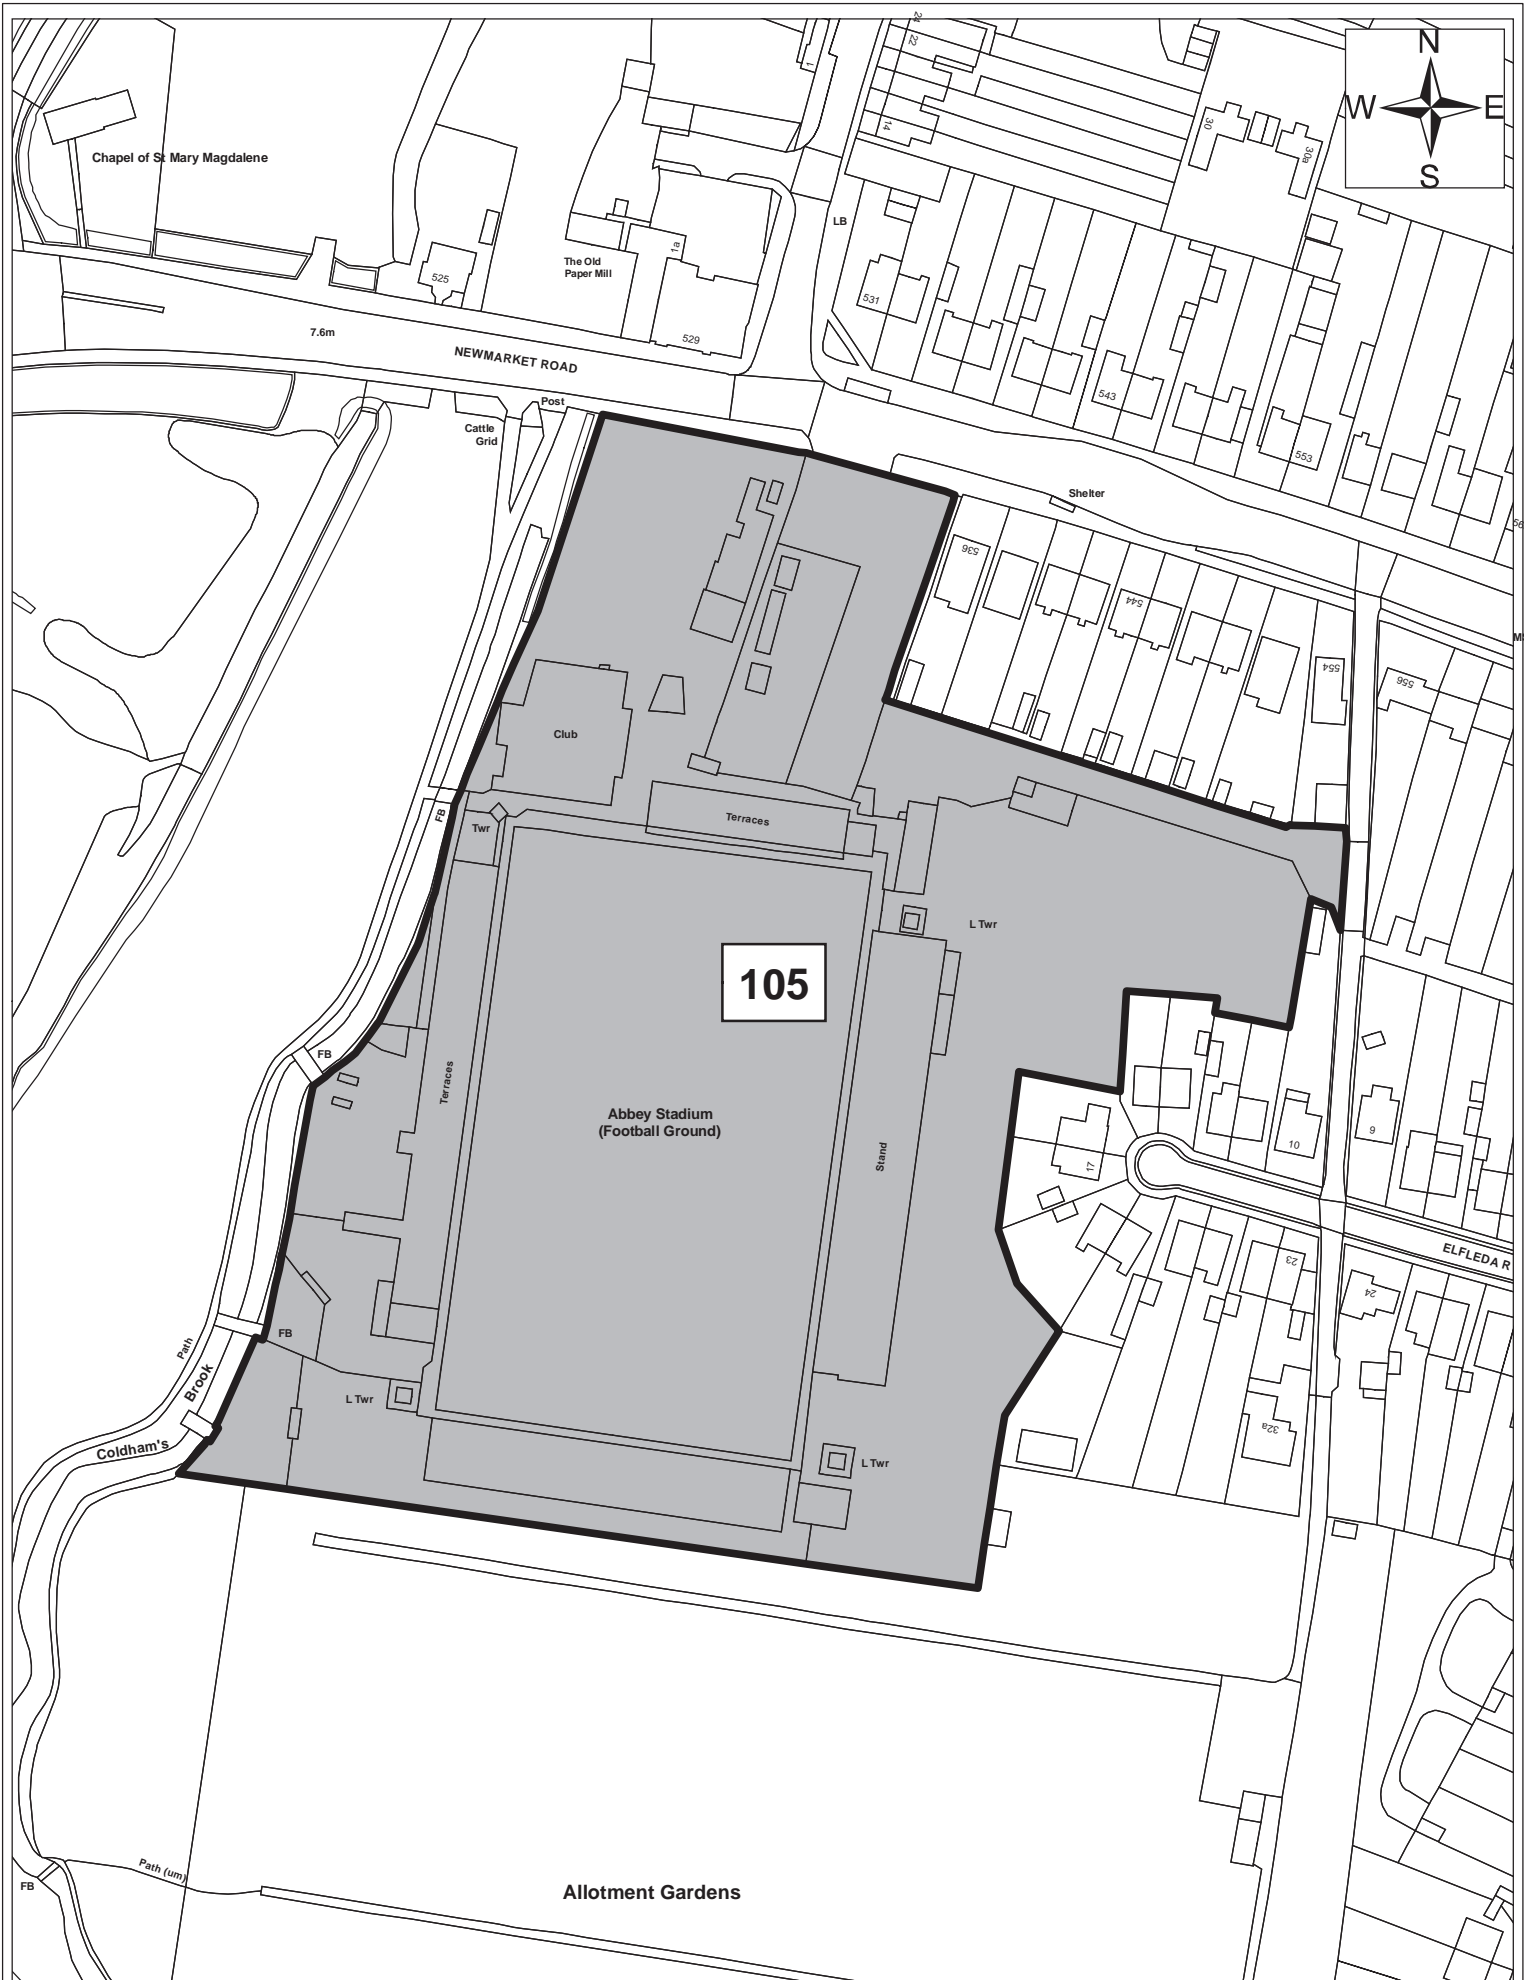 N
W E
S
24
22
1
14
30
30a
Chapel of St Mary Magdalene
LB
1a
The Old
Paper Mill
525
531
529
7.6m
NEWMARKET ROAD
543
553
Post
Cattle
Grid
Shelter
536
544
554
556
Club
FB
Twr
Terraces
L Twr
105
FB
Terraces
Abbey Stadium
(Football Ground)
Stand
17
10
9
ELFLEDA R
23
24
FB
Path
Brook
Coldham's
L Twr
32a
L Twr
Path (um)
FB
Allotment Gardens